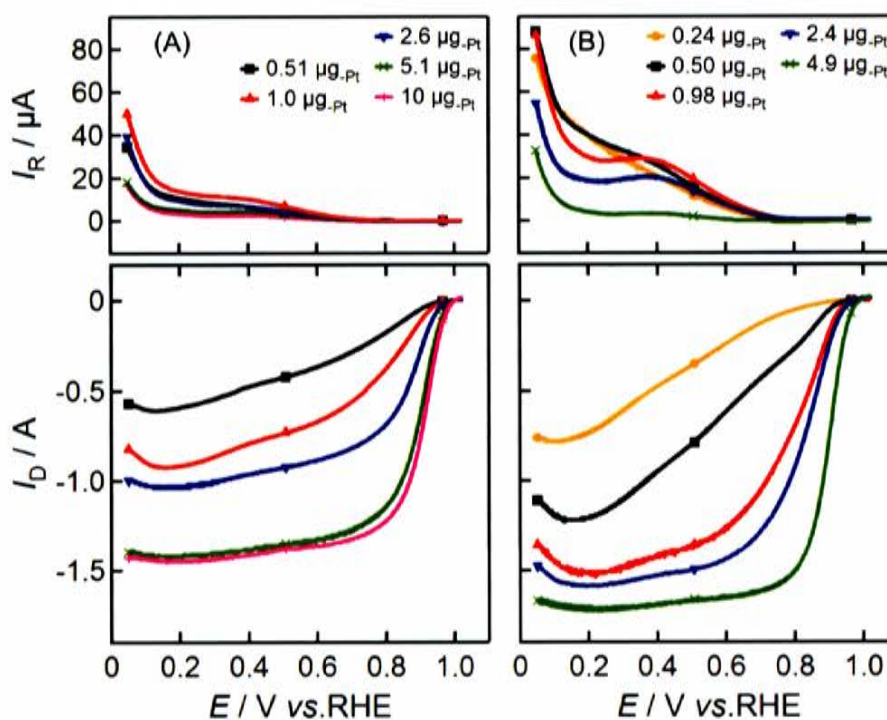 (A)
2.6 μg-Pt
0.51 μg-Pt
5.1 μg-Pt
1.0 μg-Pt
10 μg-Pt
(B)
0.24 μg-Pt
2.4 μg-Pt
0.50 μg-Pt
4.9 μg-Pt
0.98 μg-Pt
80
60
40
20
0
IR / μA
0
-0.5
-1.0
-1.5
ID / A
0 0.2 0.4 0.6 0.8 1.0
0 0.2 0.4 0.6 0.8 1.0
E / V vs.RHE
E / V vs.RHE